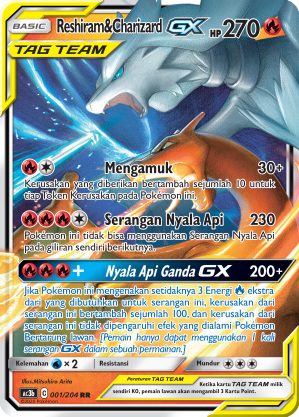 BASIC Reshiram&Charizard GX HP 270
TAG TEAM
Mengamuk 30+
Kerusakan yang diberikan bertambah sejumlah 10 untuk
tiap Token Kerusakan pada Pokémon ini.
Serangan Nyala Api 230
Pokémon ini tidak bisa menggunakan Serangan Nyala Api
pada giliran sendiri berikutnya.
+ Nyala Api Ganda GX 200+
Jika Pokémon ini mengenakan setidaknya 3 Energi ekstra
dari yang dibutuhkan untuk serangan ini, kerusakan dari
serangan ini bertambah sejumlah 100, dan kerusakan dari
serangan ini tidak dipengaruhi efek yang dialami Pokémon
Bertarung lawan. [Pemain hanya dapat menggunakan 1 kali
serangan GX dalam sebuah permainan.]
Kelemahan ×2 Resistansi Mundur
Ilus.Mitsuhiro Arita
Peraturan TAG TEAM
Ketika kartu TAG TEAM milik
sendiri KO, pemain lawan akan mengambil 3 Kartu Point.
001/204 RR